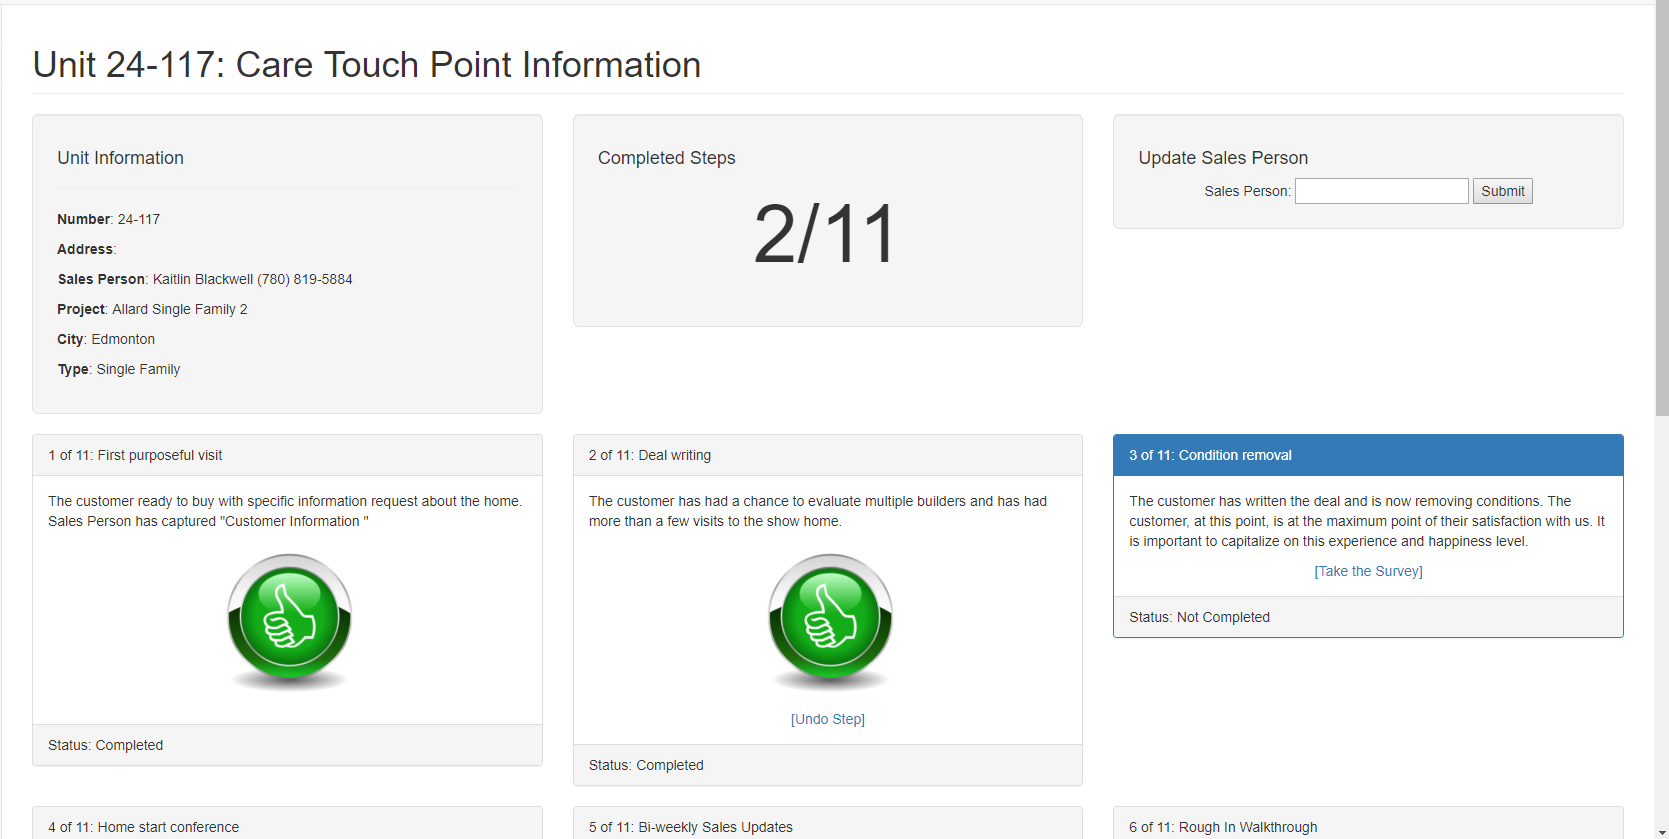 Unit 24-117: Care Touch Point Information
Unit Information
Number: 24-117
Address:
Sales Person: Kaitlin Blackwell (780) 819-5884
Project: Allard Single Family 2
City: Edmonton
Type: Single Family
Completed Steps
2/11
Update Sales Person
Sales Person:
Submit
1 of 11: First purposeful visit
The customer ready to buy with specific information request about the home.
Sales Person has captured "Customer Information "
Status: Completed
2 of 11: Deal writing
The customer has had a chance to evaluate multiple builders and has had
more than a few visits to the show home.
[Undo Step]
Status: Completed
3 of 11: Condition removal
The customer has written the deal and is now removing conditions. The
customer, at this point, is at the maximum point of their satisfaction with us. It
is important to capitalize on this experience and happiness level.
[Take the Survey]
Status: Not Completed
4 of 11: Home start conference
5 of 11: Bi-weekly Sales Updates
6 of 11: Rough In Walkthrough